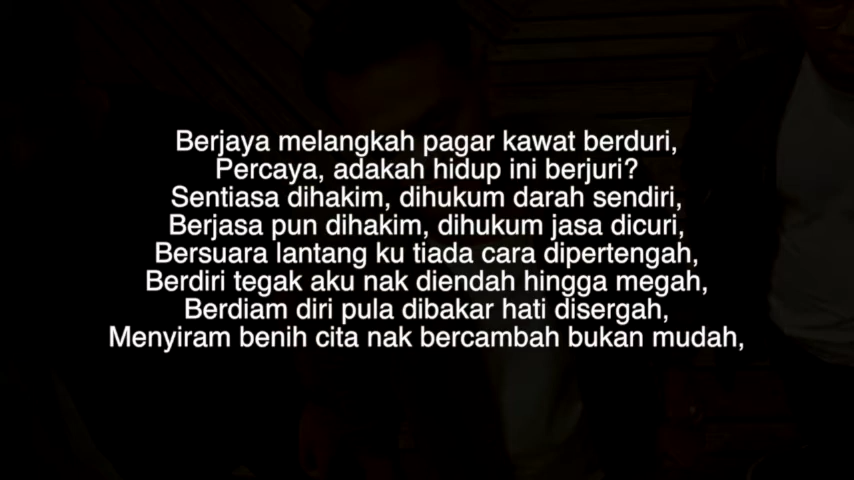 Berjaya melangkah pagar kawat berduri,
Percaya, adakah hidup ini berjuri?
Sentiasa dihakim, dihukum darah sendiri,
Berjasa pun dihakim, dihukum jasa dicuri,
Bersuara lantang ku tiada cara dipertengah,
Berdiri tegak aku nak diendah hingga megah,
Berdiam diri pula dibakar hati disergah,
Menyiram benih cita nak bercambah bukan mudah,